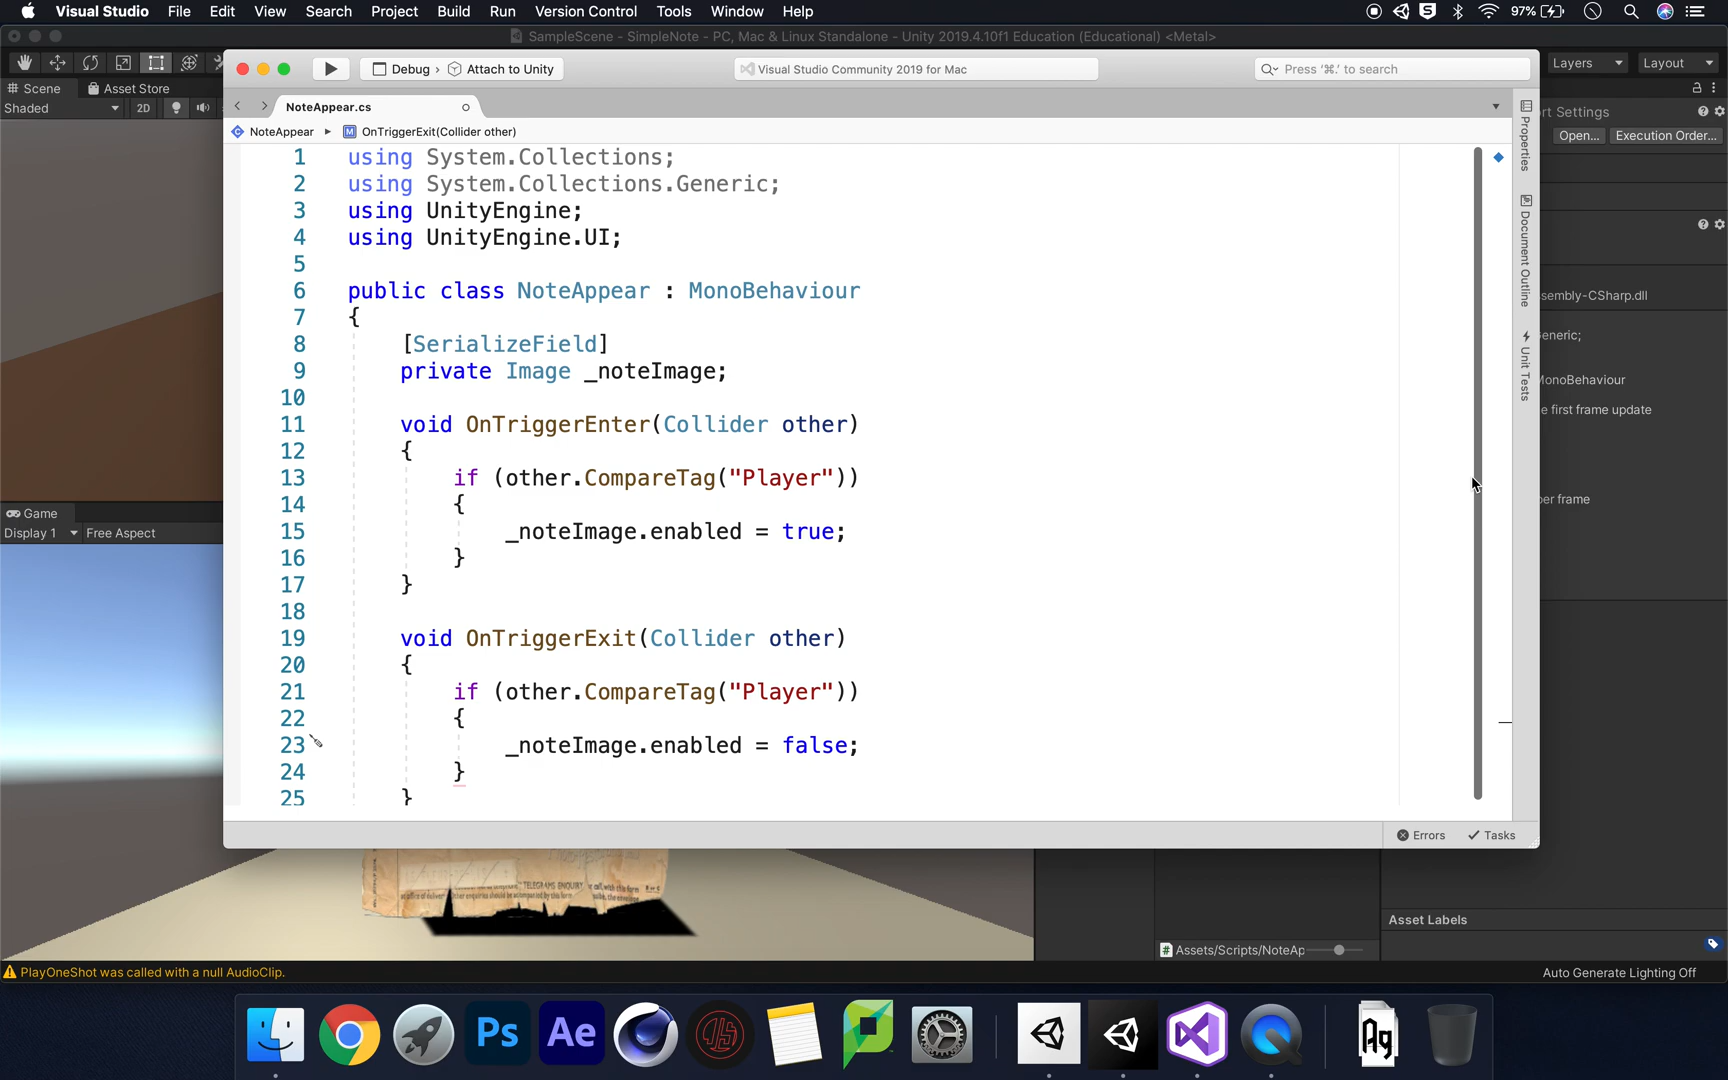 Visual Studio File Edit View Search Project Build Run Version Control Tools Window Help 97%
SampleScene - SimpleNote - PC, Mac & Linux Standalone - Unity 2019.4.10f1 Education (Educational) <Metal>
Debug › Attach to Unity
Visual Studio Community 2019 for Mac
Press '⌘.' to search
Layers
Layout
Scene
Asset Store
Shaded
2D
NoteAppear.cs
NoteAppear
OnTriggerExit(Collider other)
1 using System.Collections;
2 using System.Collections.Generic;
3 using UnityEngine;
4 using UnityEngine.UI;
5
6 public class NoteAppear : MonoBehaviour
7 {
8 [SerializeField]
9 private Image _noteImage;
10
11 void OnTriggerEnter(Collider other)
12 {
13 if (other.CompareTag("Player"))
14 {
15 _noteImage.enabled = true;
16 }
17 }
18
19 void OnTriggerExit(Collider other)
20 {
21 if (other.CompareTag("Player"))
22 {
23 _noteImage.enabled = false;
24 }
25 }
Properties
Document Outline
Unit Tests
rt Settings
Open...
Execution Order...
sembly-CSharp.dll
eneric;
MonoBehaviour
e first frame update
per frame
Game
Display 1
Free Aspect
Errors
Tasks
TELEGRAMS ENQUIRY
Asset Labels
Assets/Scripts/NoteAp
PlayOneShot was called with a null AudioClip.
Auto Generate Lighting Off
Ps
Ae
Ag